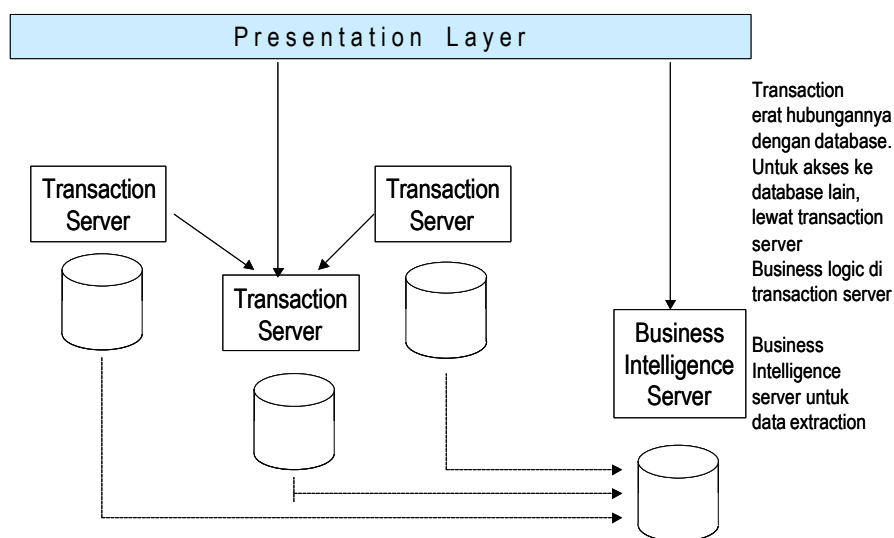 Presentation Layer
Transaction
Server
Transaction
Server
Transaction
Server
Business
Intelligence
Server
Transaction
erat hubungannya
dengan database.
Untuk akses ke
database lain,
lewat transaction
server
Business logic di
transaction server
Business
Intelligence
server untuk
data extraction